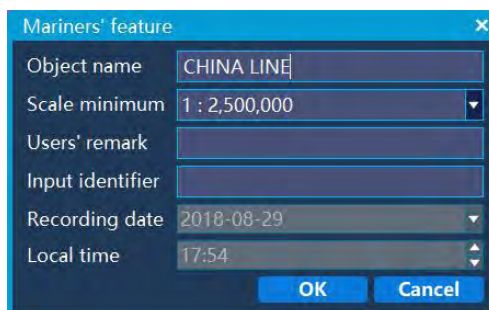 Mariners' feature ×
Object name CHINA LINE
Scale minimum 1 : 2,500,000
Users' remark
Input identifier
Recording date 2018-08-29
Local time 17:54
OK Cancel